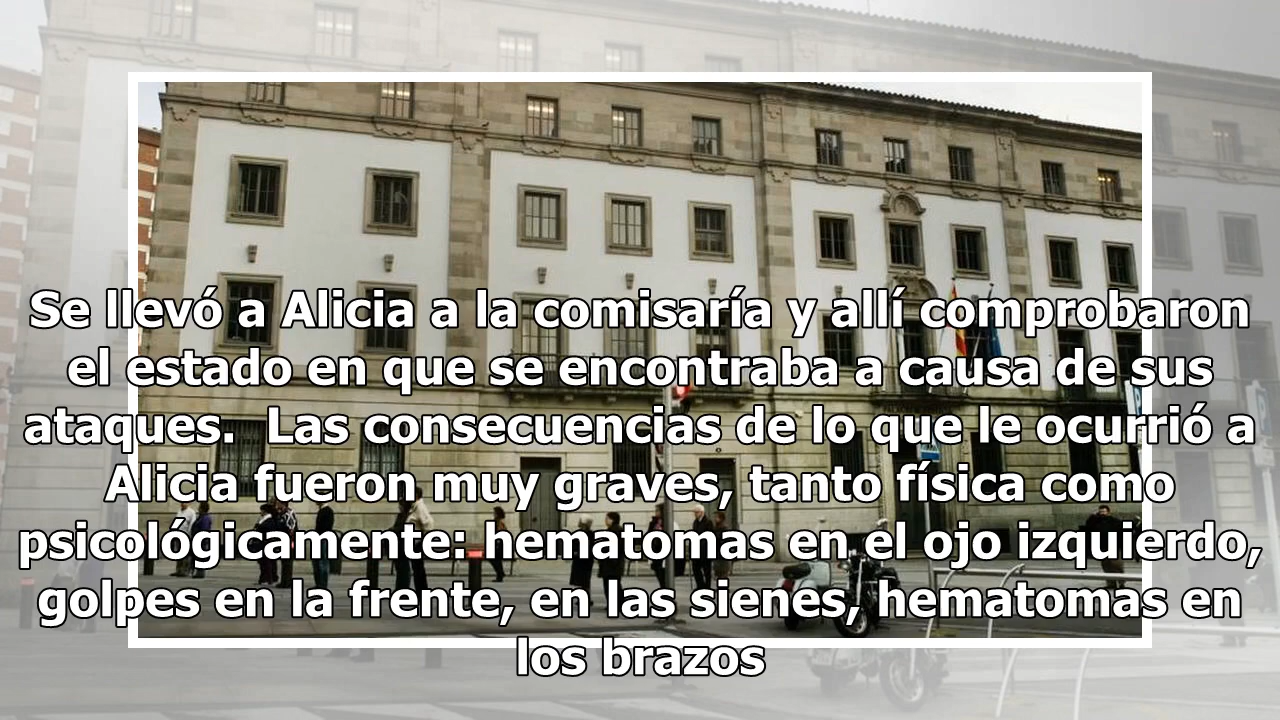 Se llevó a Alicia a la comisaría y allí comprobaron
el estado en que se encontraba a causa de sus
ataques.  Las consecuencias de lo que le ocurrió a
Alicia fueron muy graves, tanto física como
psicológicamente: hematomas en el ojo izquierdo,
golpes en la frente, en las sienes, hematomas en
los brazos